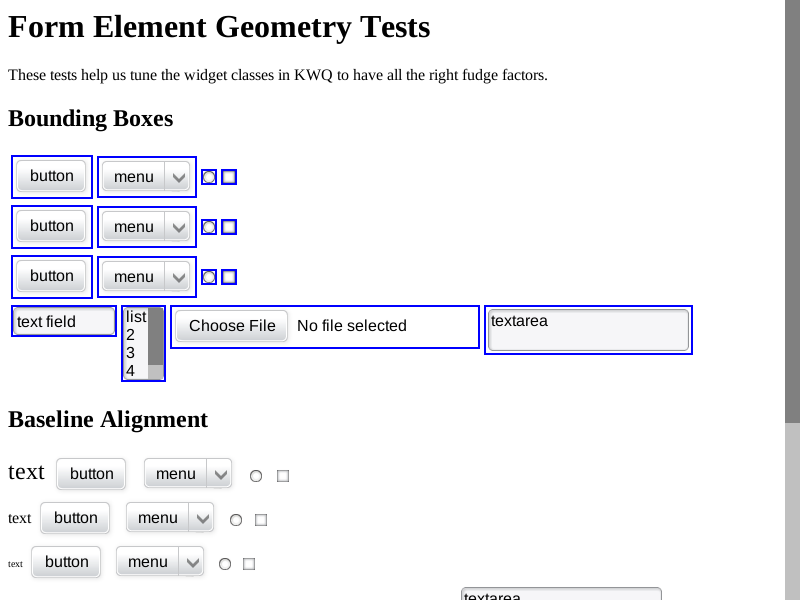 Form Element Geometry Tests
These tests help us tune the widget classes in KWQ to have all the right fudge factors.
Bounding Boxes
button menu
button menu
button menu
text field list Choose File No file selected textarea
2
3
4
Baseline Alignment
text button menu
text button menu
text button menu
textarea